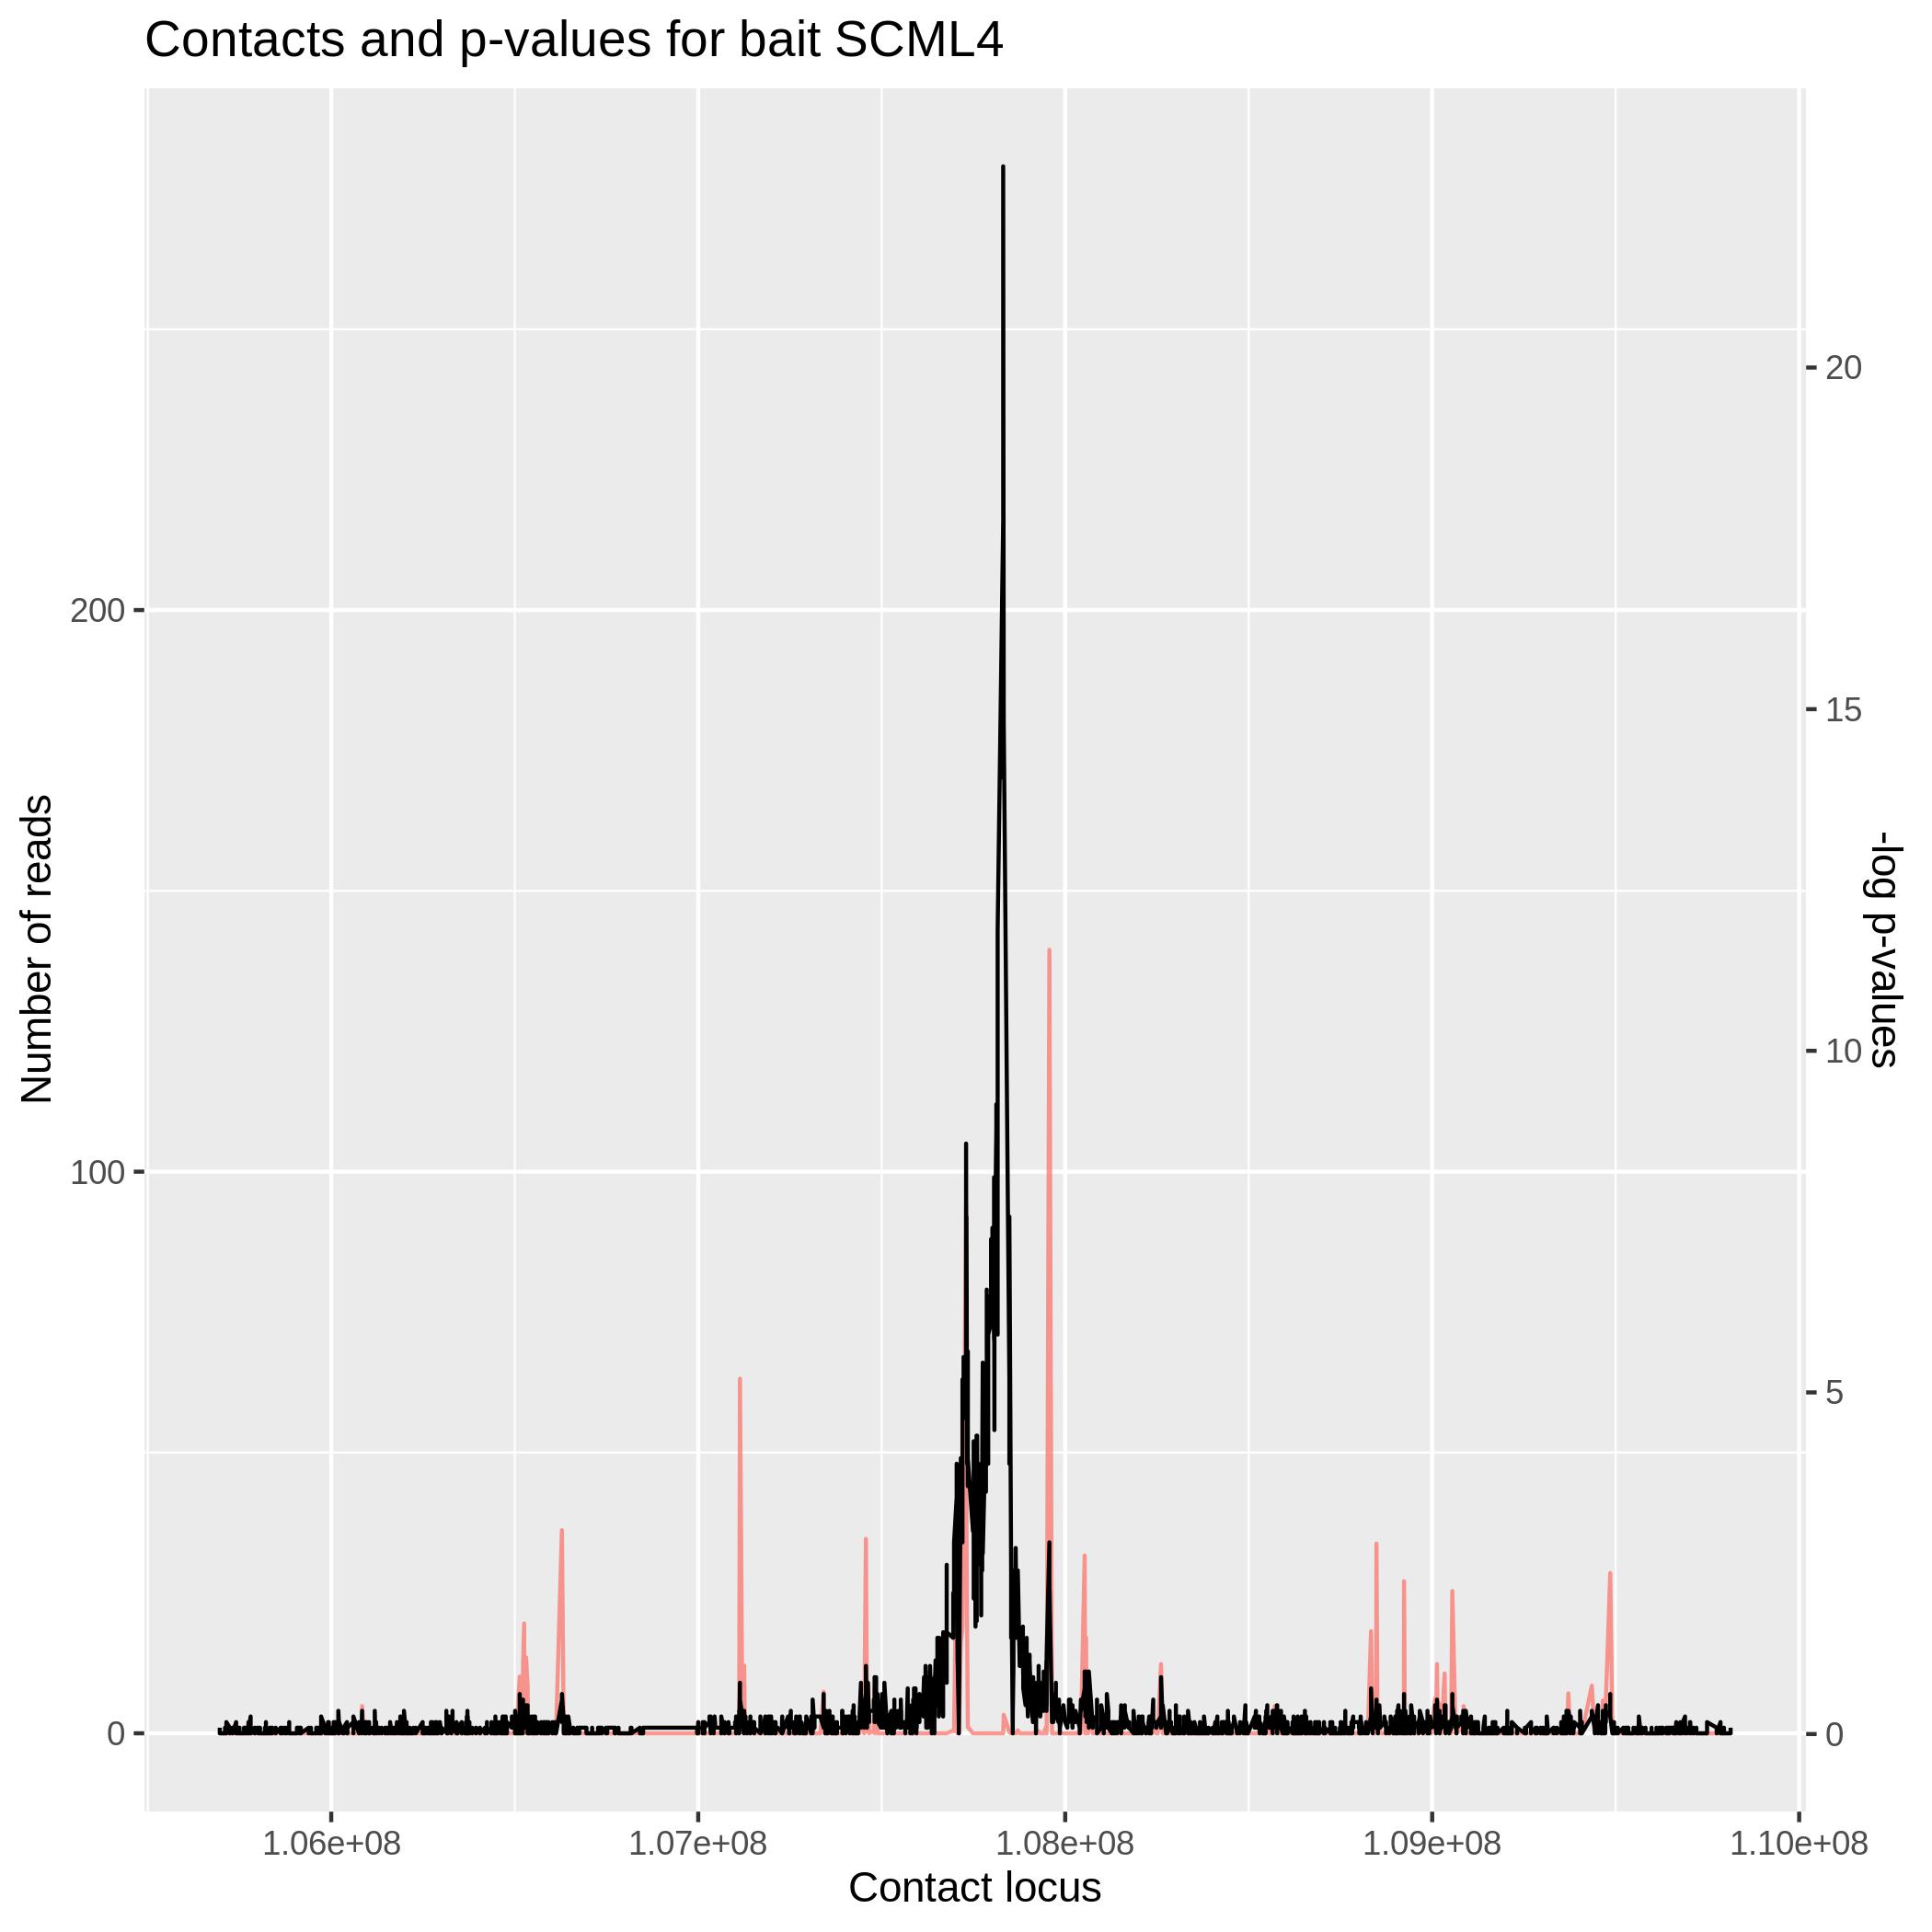 Contacts and p-values for bait SCML4
Number of reads
200
100
0
20
15
10
5
0
-log p-values
1.06e+08
1.07e+08
1.08e+08
1.09e+08
1.10e+08
Contact locus